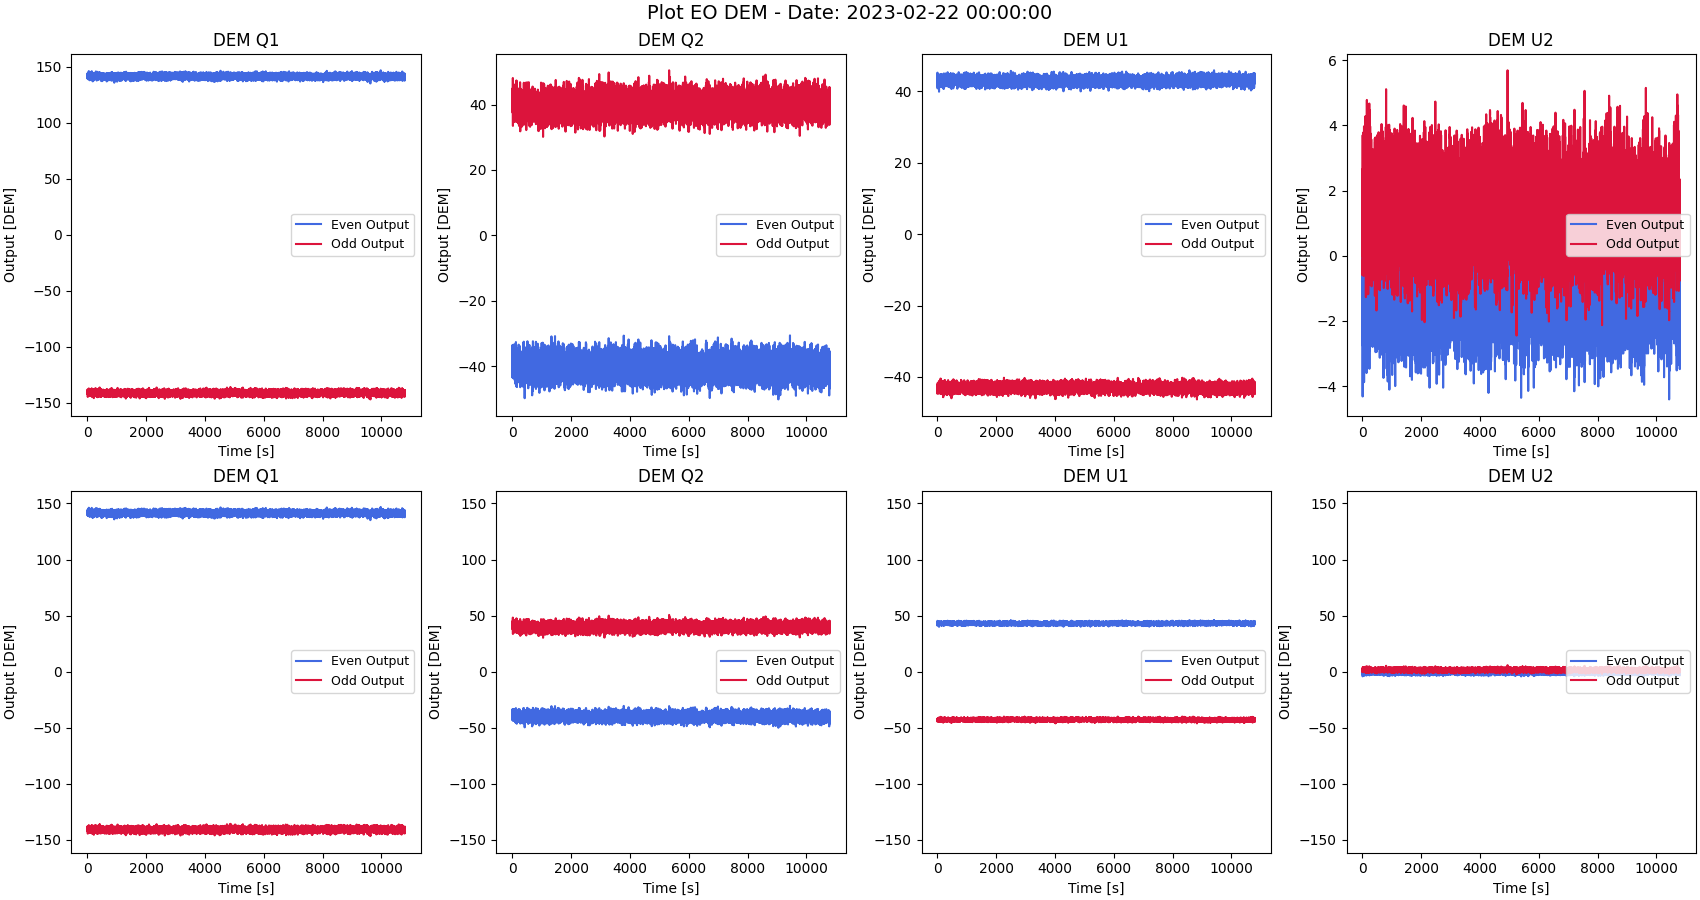 Plot EO DEM - Date: 2023-02-22 00:00:00
DEM Q1
150
100
50
0
−50
−100
−150
Output [DEM]
Even Output
Odd Output
0 2000 4000 6000 8000 10000
Time [s]
DEM Q2
40
20
0
−20
−40
Output [DEM]
Even Output
Odd Output
0 2000 4000 6000 8000 10000
Time [s]
DEM U1
40
20
0
−20
−40
Output [DEM]
Even Output
Odd Output
0 2000 4000 6000 8000 10000
Time [s]
DEM U2
6
4
2
0
−2
−4
Output [DEM]
Even Output
Odd Output
0 2000 4000 6000 8000 10000
Time [s]
DEM Q1
150
100
50
0
−50
−100
−150
Output [DEM]
Even Output
Odd Output
0 2000 4000 6000 8000 10000
Time [s]
DEM Q2
150
100
50
0
−50
−100
−150
Output [DEM]
Even Output
Odd Output
0 2000 4000 6000 8000 10000
Time [s]
DEM U1
150
100
50
0
−50
−100
−150
Output [DEM]
Even Output
Odd Output
0 2000 4000 6000 8000 10000
Time [s]
DEM U2
150
100
50
0
−50
−100
−150
Output [DEM]
Even Output
Odd Output
0 2000 4000 6000 8000 10000
Time [s]